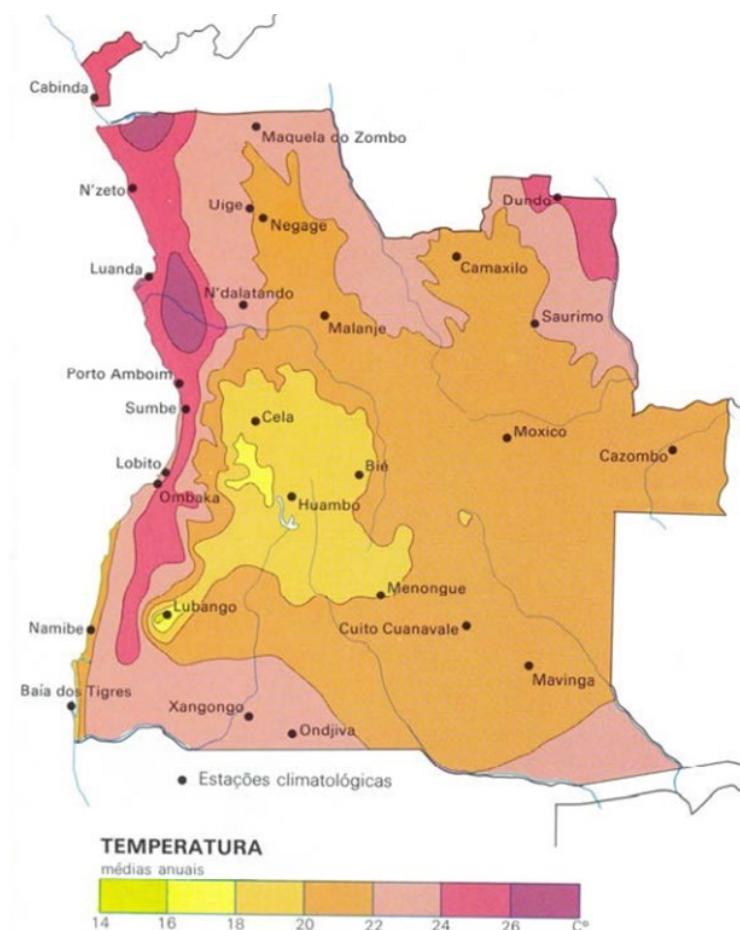 Cabinda
Maquela do Zombo
N'zeto
Uige
Negage
Dundo
Luanda
Camaxilo
N'dalatando
Malanje
Saurimo
Porto Amboim
Sumbe
Cela
Moxico
Cazombo
Lobito
Bié
Ombaka
Huambo
Menongue
Lubango
Namibe
Cuito Cuanavale
Mavinga
Baía dos Tigres
Xangongo
Ondjiva
Estações climatológicas
TEMPERATURA
médias anuais
14 16 18 20 22 24 26 C°